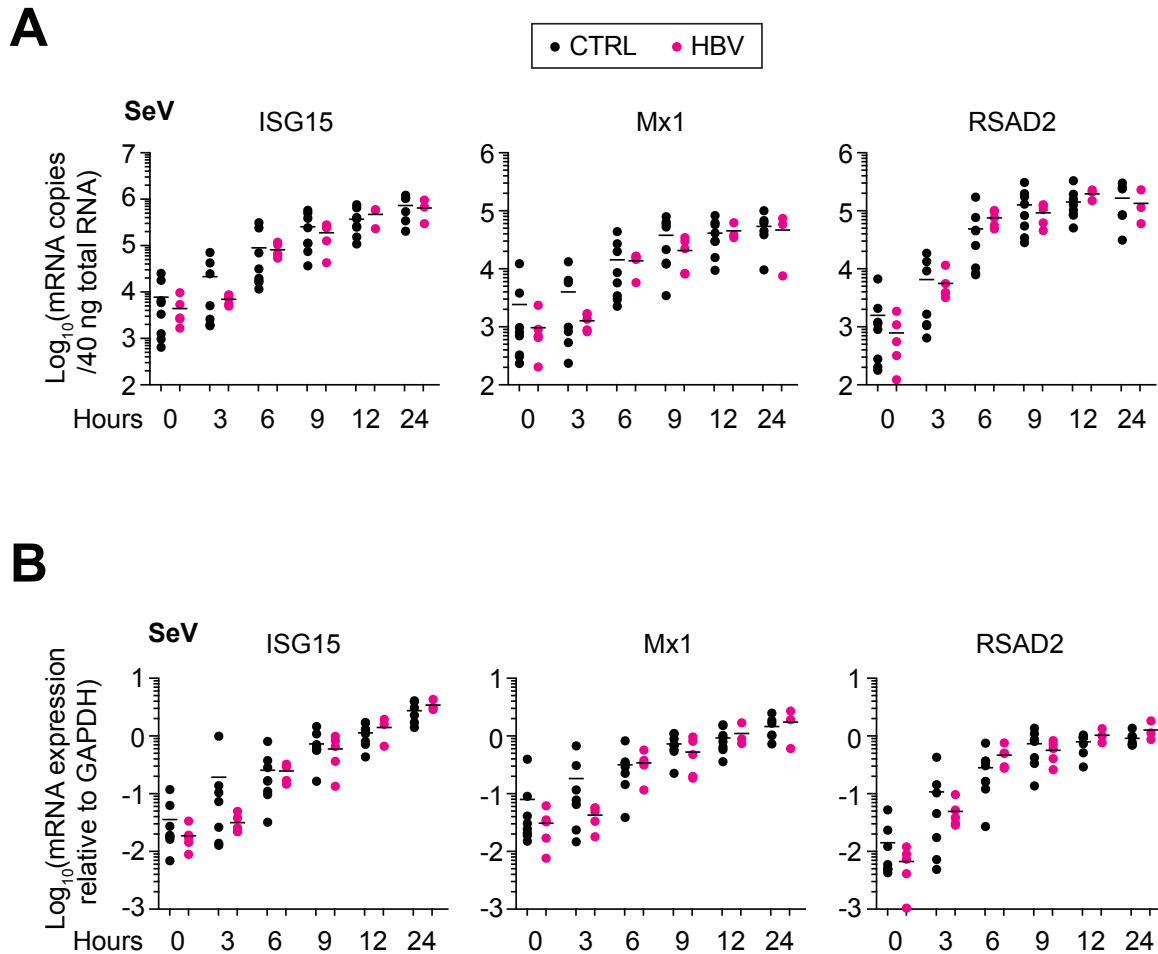 A
CTRL HBV
SeV
ISG15 Mx1 RSAD2
Log10(mRNA copies
/40 ng total RNA)
7 6 6
6 5 5
5 4 4
4 3 3
3 2 2
2
Hours 0 3 6 9 12 24 0 3 6 9 12 24 0 3 6 9 12 24
B
SeV
ISG15 Mx1 RSAD2
Log10(mRNA expression
relative to GAPDH)
1 1 1
0 0 0
-1 -1 -1
-2 -2 -2
-3 -3 -3
Hours 0 3 6 9 12 24 0 3 6 9 12 24 0 3 6 9 12 24